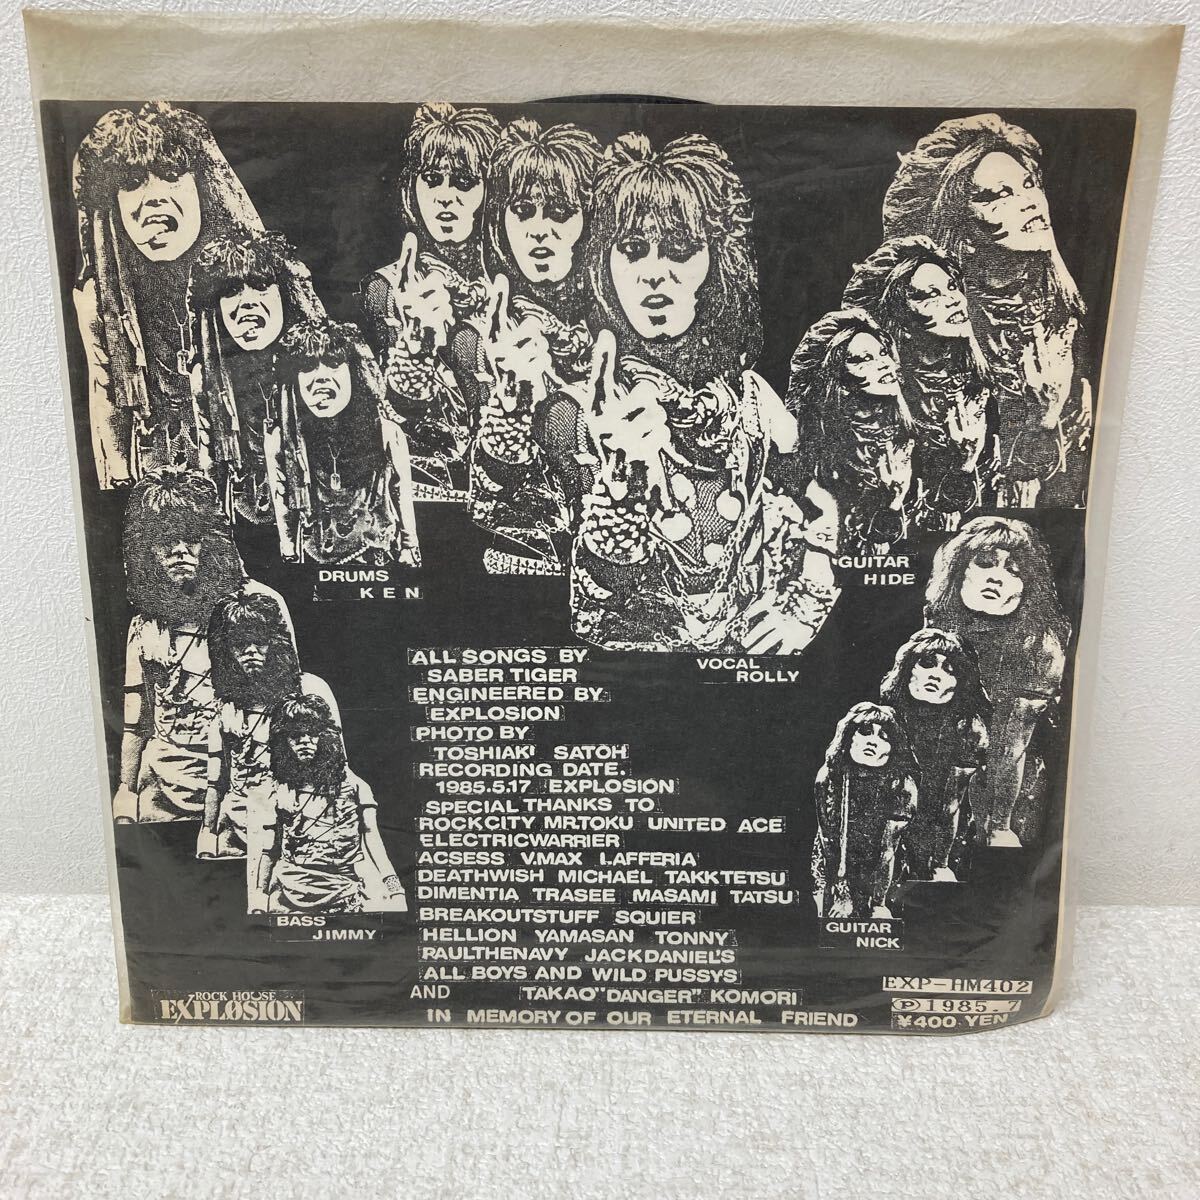 DRUMS
KEN
GUITAR
HIDE
VOCAL
ROLLY
ALL SONGS BY
SABER TIGER
ENGINEERED BY
EXPLOSION
PHOTO BY
TOSHIAKI SATOH
RECORDING DATE.
1985.5.17 EXPLOSION
SPECIAL THANKS TO
ROCKCITY MR.TOKU UNITED ACE
ELECTRICWARRIER
ACSESS V.MAX I.AFFERIA
DEATHWISH MICHAEL TAKKTETSU
DIMENTIA TRASEE MASAMI TATSU
BREAKOUTSTUFF SQUIER
HELLION YAMASAN TONNY
PAULTHENAVY JACKDANIEL'S
ALL BOYS AND WILD PUSSYS
AND TAKAO"DANGER" KOMORI
IN MEMORY OF OUR ETERNAL FRIEND
BASS
JIMMY
GUITAR
NICK
ROCK HOUSE
EXPLOSION
EXP-HM402
Ⓟ1985.7
¥400 YEN